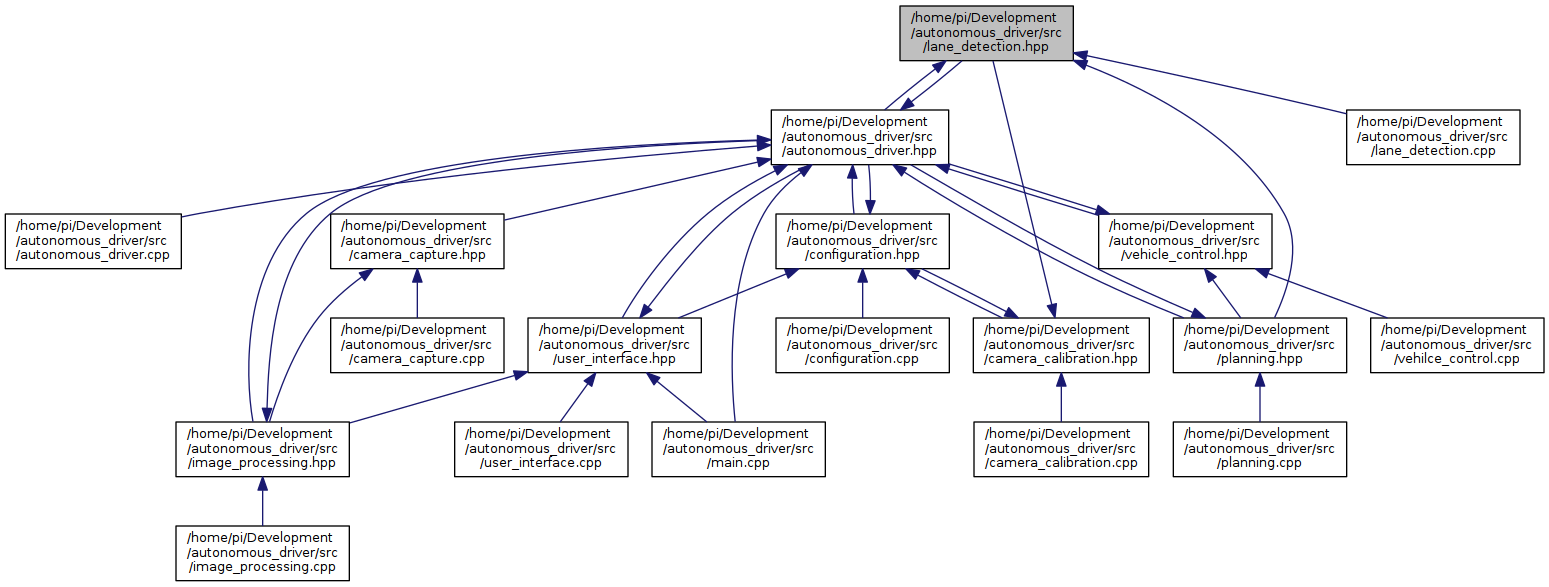 /home/pi/Development
/autonomous_driver/src
/lane_detection.hpp
/home/pi/Development
/autonomous_driver/src
/autonomous_driver.hpp
/home/pi/Development
/autonomous_driver/src
/lane_detection.cpp
/home/pi/Development
/autonomous_driver/src
/autonomous_driver.cpp
/home/pi/Development
/autonomous_driver/src
/camera_capture.hpp
/home/pi/Development
/autonomous_driver/src
/configuration.hpp
/home/pi/Development
/autonomous_driver/src
/vehicle_control.hpp
/home/pi/Development
/autonomous_driver/src
/camera_capture.cpp
/home/pi/Development
/autonomous_driver/src
/user_interface.hpp
/home/pi/Development
/autonomous_driver/src
/configuration.cpp
/home/pi/Development
/autonomous_driver/src
/camera_calibration.hpp
/home/pi/Development
/autonomous_driver/src
/planning.hpp
/home/pi/Development
/autonomous_driver/src
/vehilce_control.cpp
/home/pi/Development
/autonomous_driver/src
/image_processing.hpp
/home/pi/Development
/autonomous_driver/src
/user_interface.cpp
/home/pi/Development
/autonomous_driver/src
/main.cpp
/home/pi/Development
/autonomous_driver/src
/camera_calibration.cpp
/home/pi/Development
/autonomous_driver/src
/planning.cpp
/home/pi/Development
/autonomous_driver/src
/image_processing.cpp